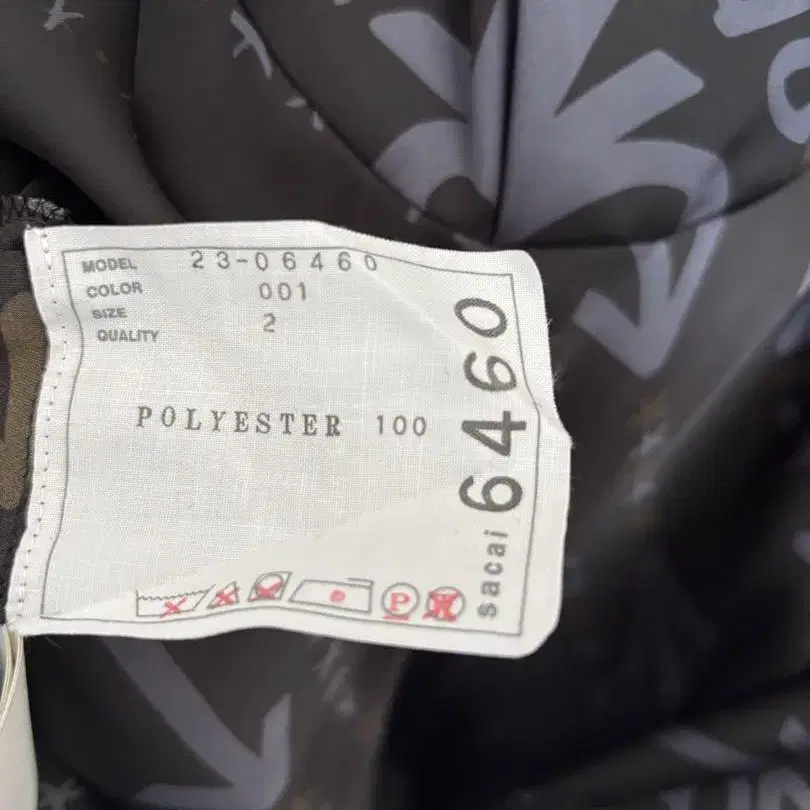 MODEL 23-06460
COLOR 001
SIZE 2
QUALITY
POLYESTER 100
sacai 6460
P